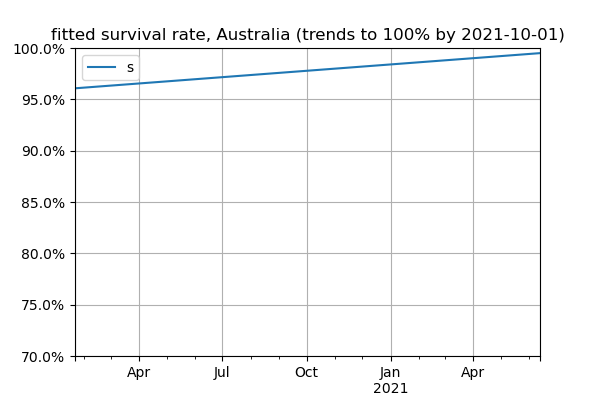 fitted survival rate, Australia (trends to 100% by 2021-10-01)
100.0%
s
95.0%
90.0%
85.0%
80.0%
75.0%
70.0%
Apr Jul Oct Jan Apr
2021